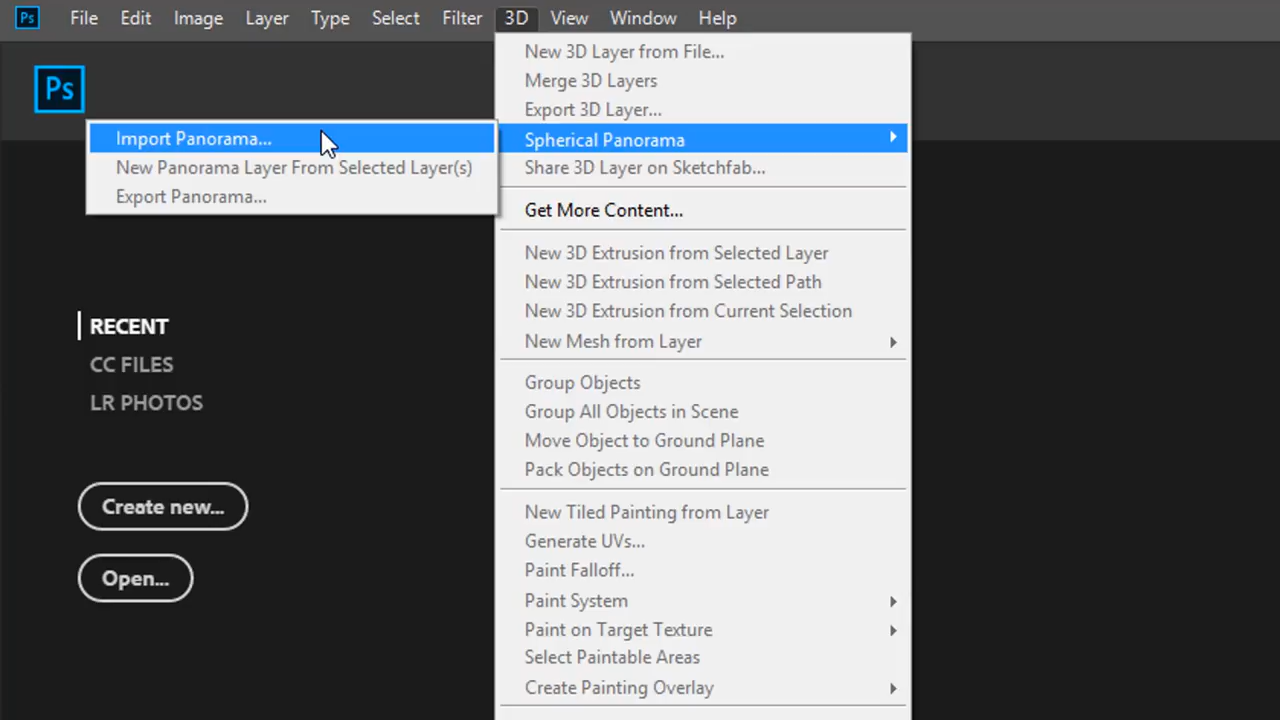 Ps
File Edit Image Layer Type Select Filter 3D View Window Help
Ps
Import Panorama...
New Panorama Layer From Selected Layer(s)
Export Panorama...
New 3D Layer from File...
Merge 3D Layers
Export 3D Layer...
Spherical Panorama
Share 3D Layer on Sketchfab...
Get More Content...
New 3D Extrusion from Selected Layer
New 3D Extrusion from Selected Path
New 3D Extrusion from Current Selection
New Mesh from Layer
Group Objects
Group All Objects in Scene
Move Object to Ground Plane
Pack Objects on Ground Plane
New Tiled Painting from Layer
Generate UVs...
Paint Falloff...
Paint System
Paint on Target Texture
Select Paintable Areas
Create Painting Overlay
RECENT
CC FILES
LR PHOTOS
Create new...
Open...